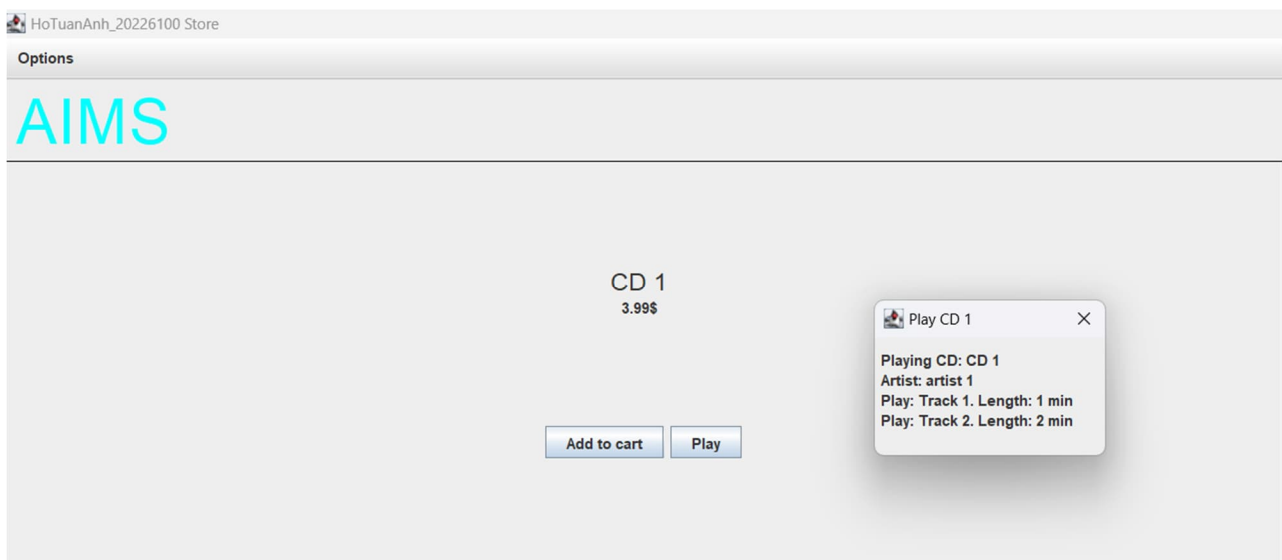 HoTuanAnh_20226100 Store
Options
AIMS
CD 1
3.99$
Add to cart
Play
Play CD 1
Playing CD: CD 1
Artist: artist 1
Play: Track 1. Length: 1 min
Play: Track 2. Length: 2 min